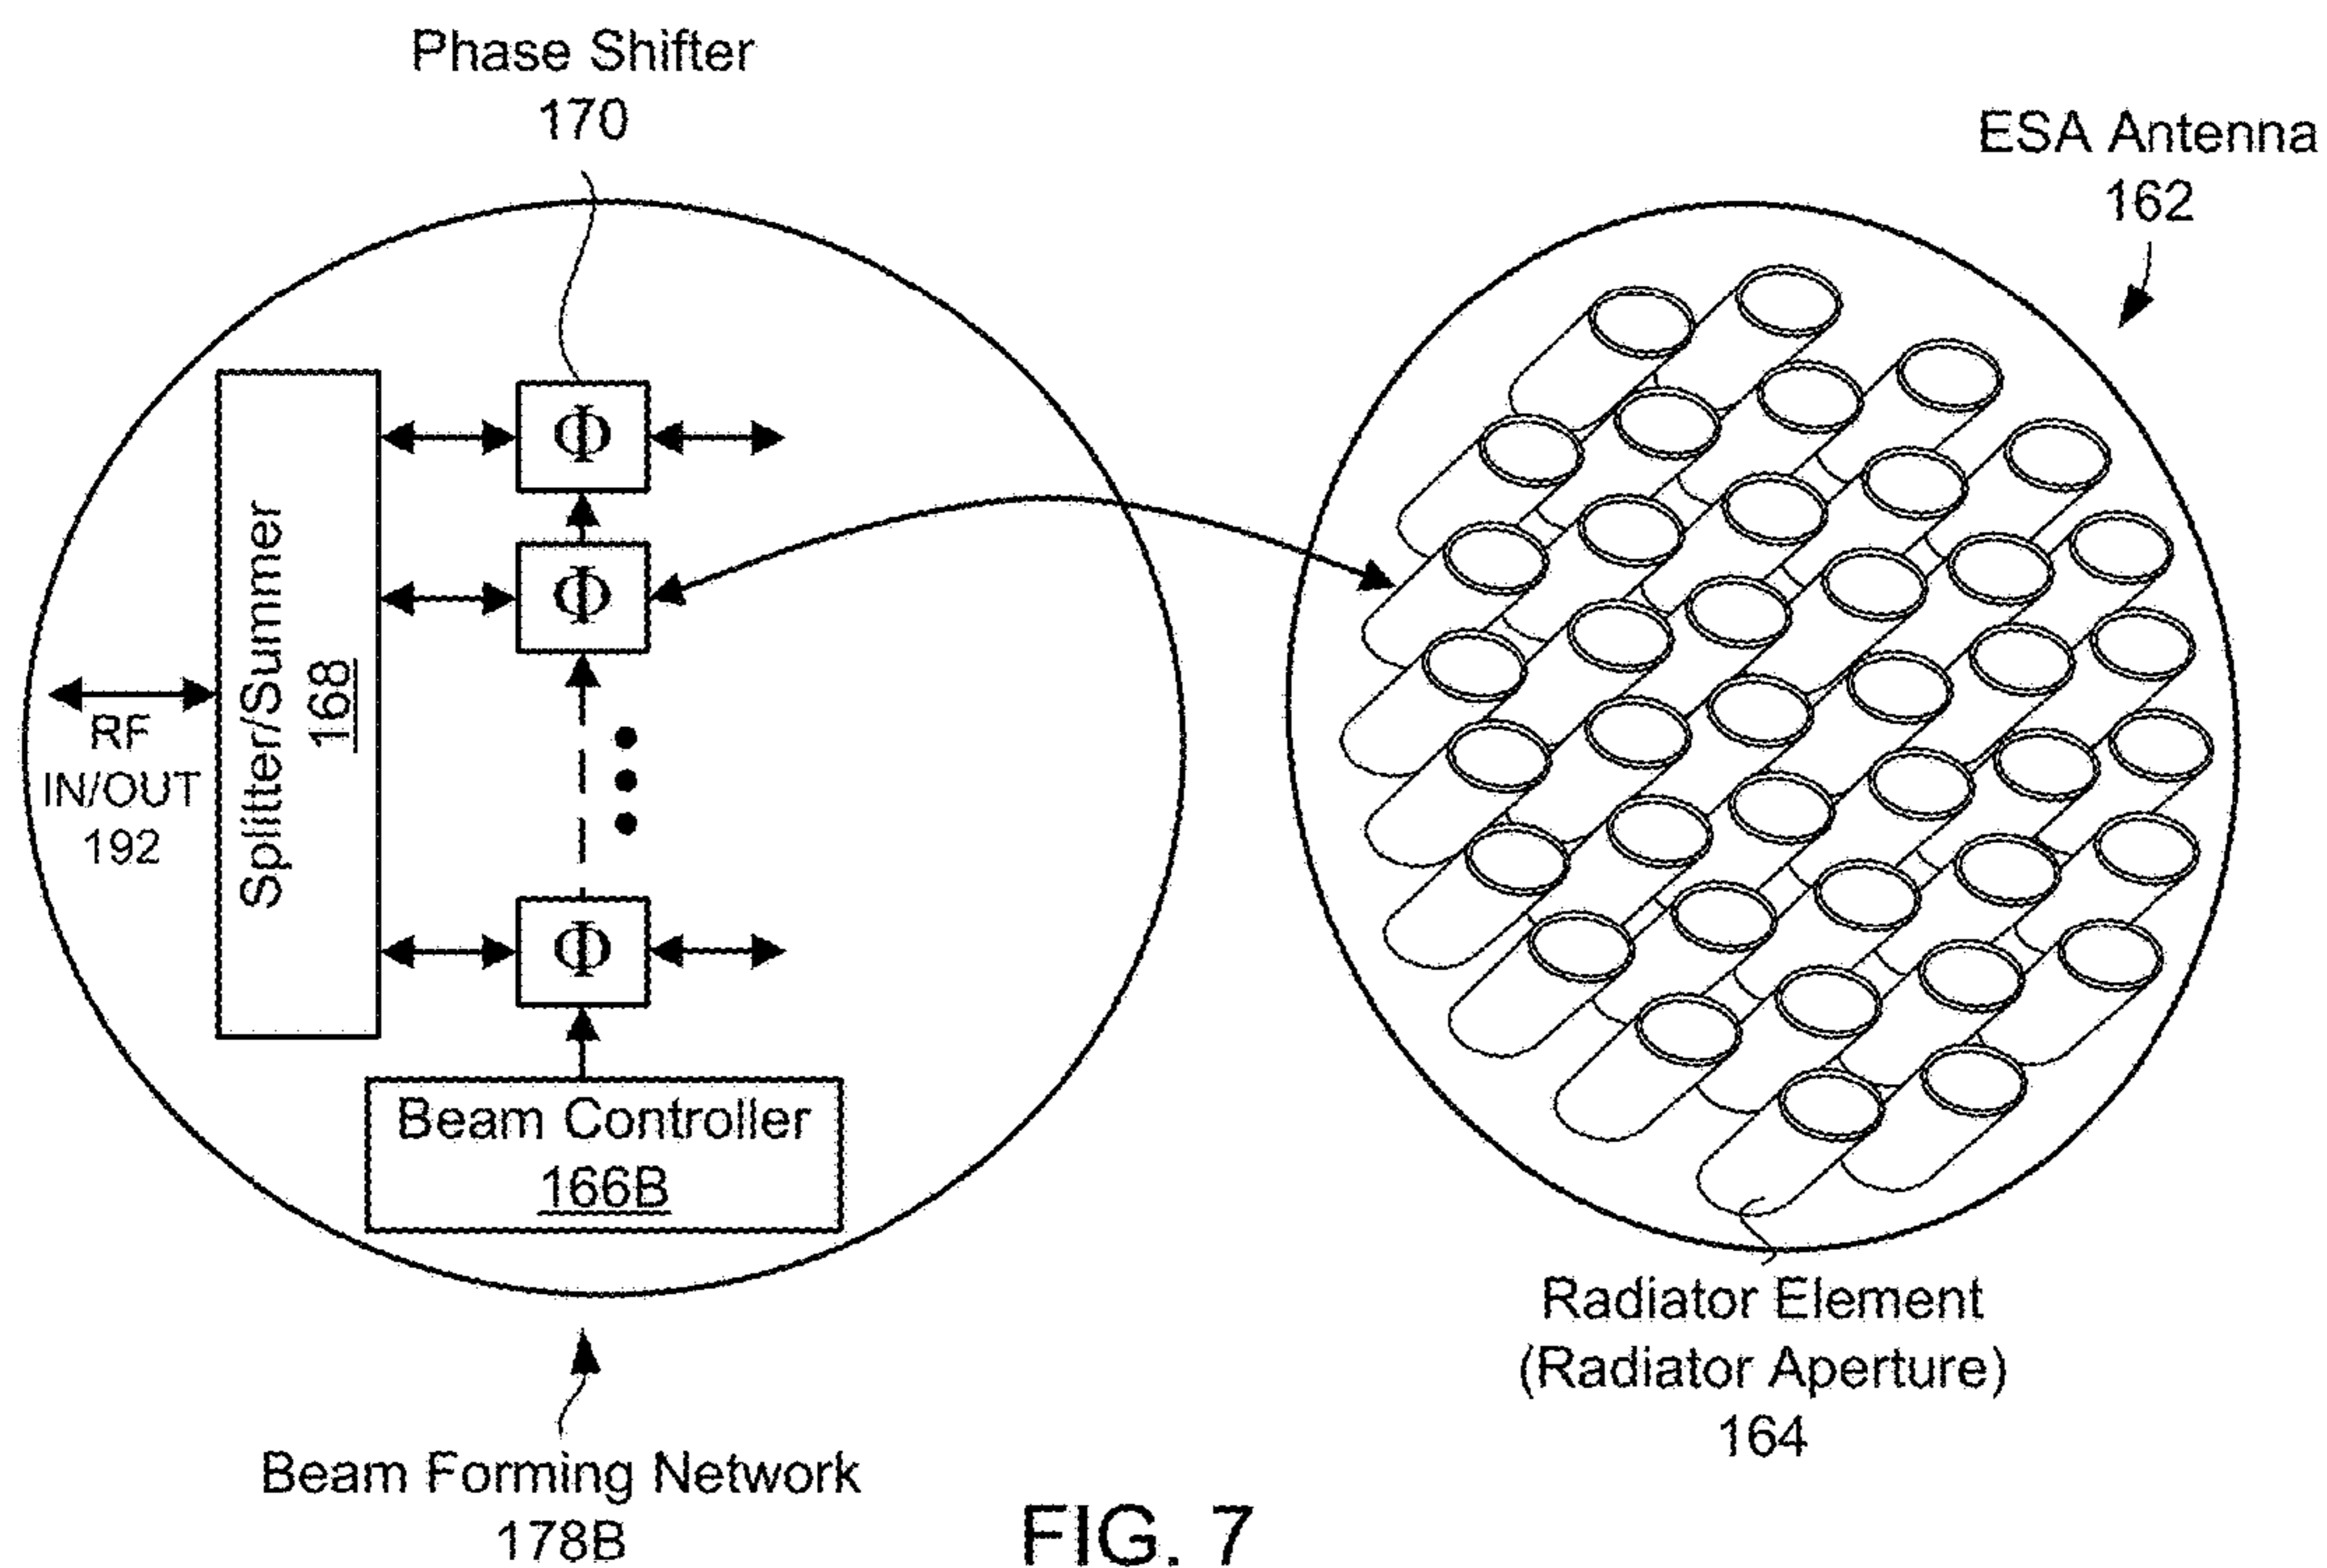 Phase Shifter
170
ESA Antenna
162
Φ
Φ
Φ
Splitter/Summer
168
RF
IN/OUT
192
Beam Controller
166B
Radiator Element
(Radiator Aperture)
164
Beam Forming Network
178B
FIG. 7